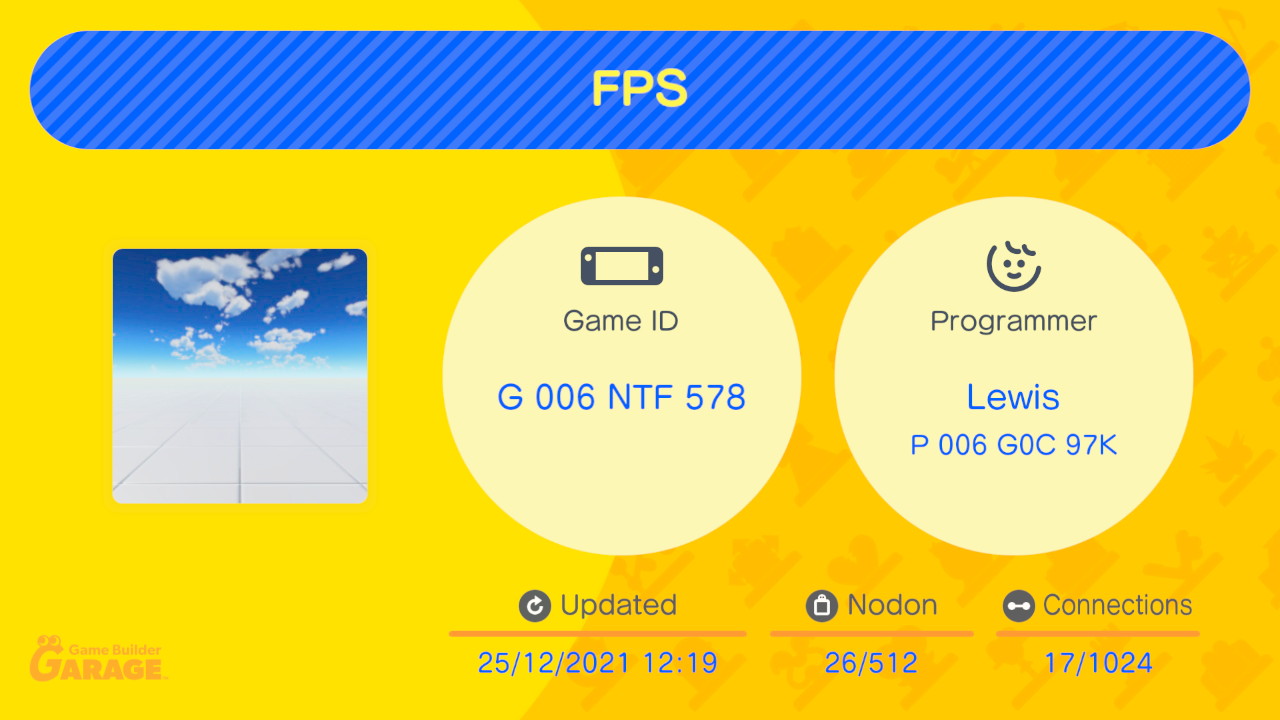 FPS
Game ID
G 006 NTF 578
Programmer
Lewis
P 006 G0C 97K
Updated
25/12/2021 12:19
Nodon
26/512
Connections
17/1024
Game Builder
GARAGE™